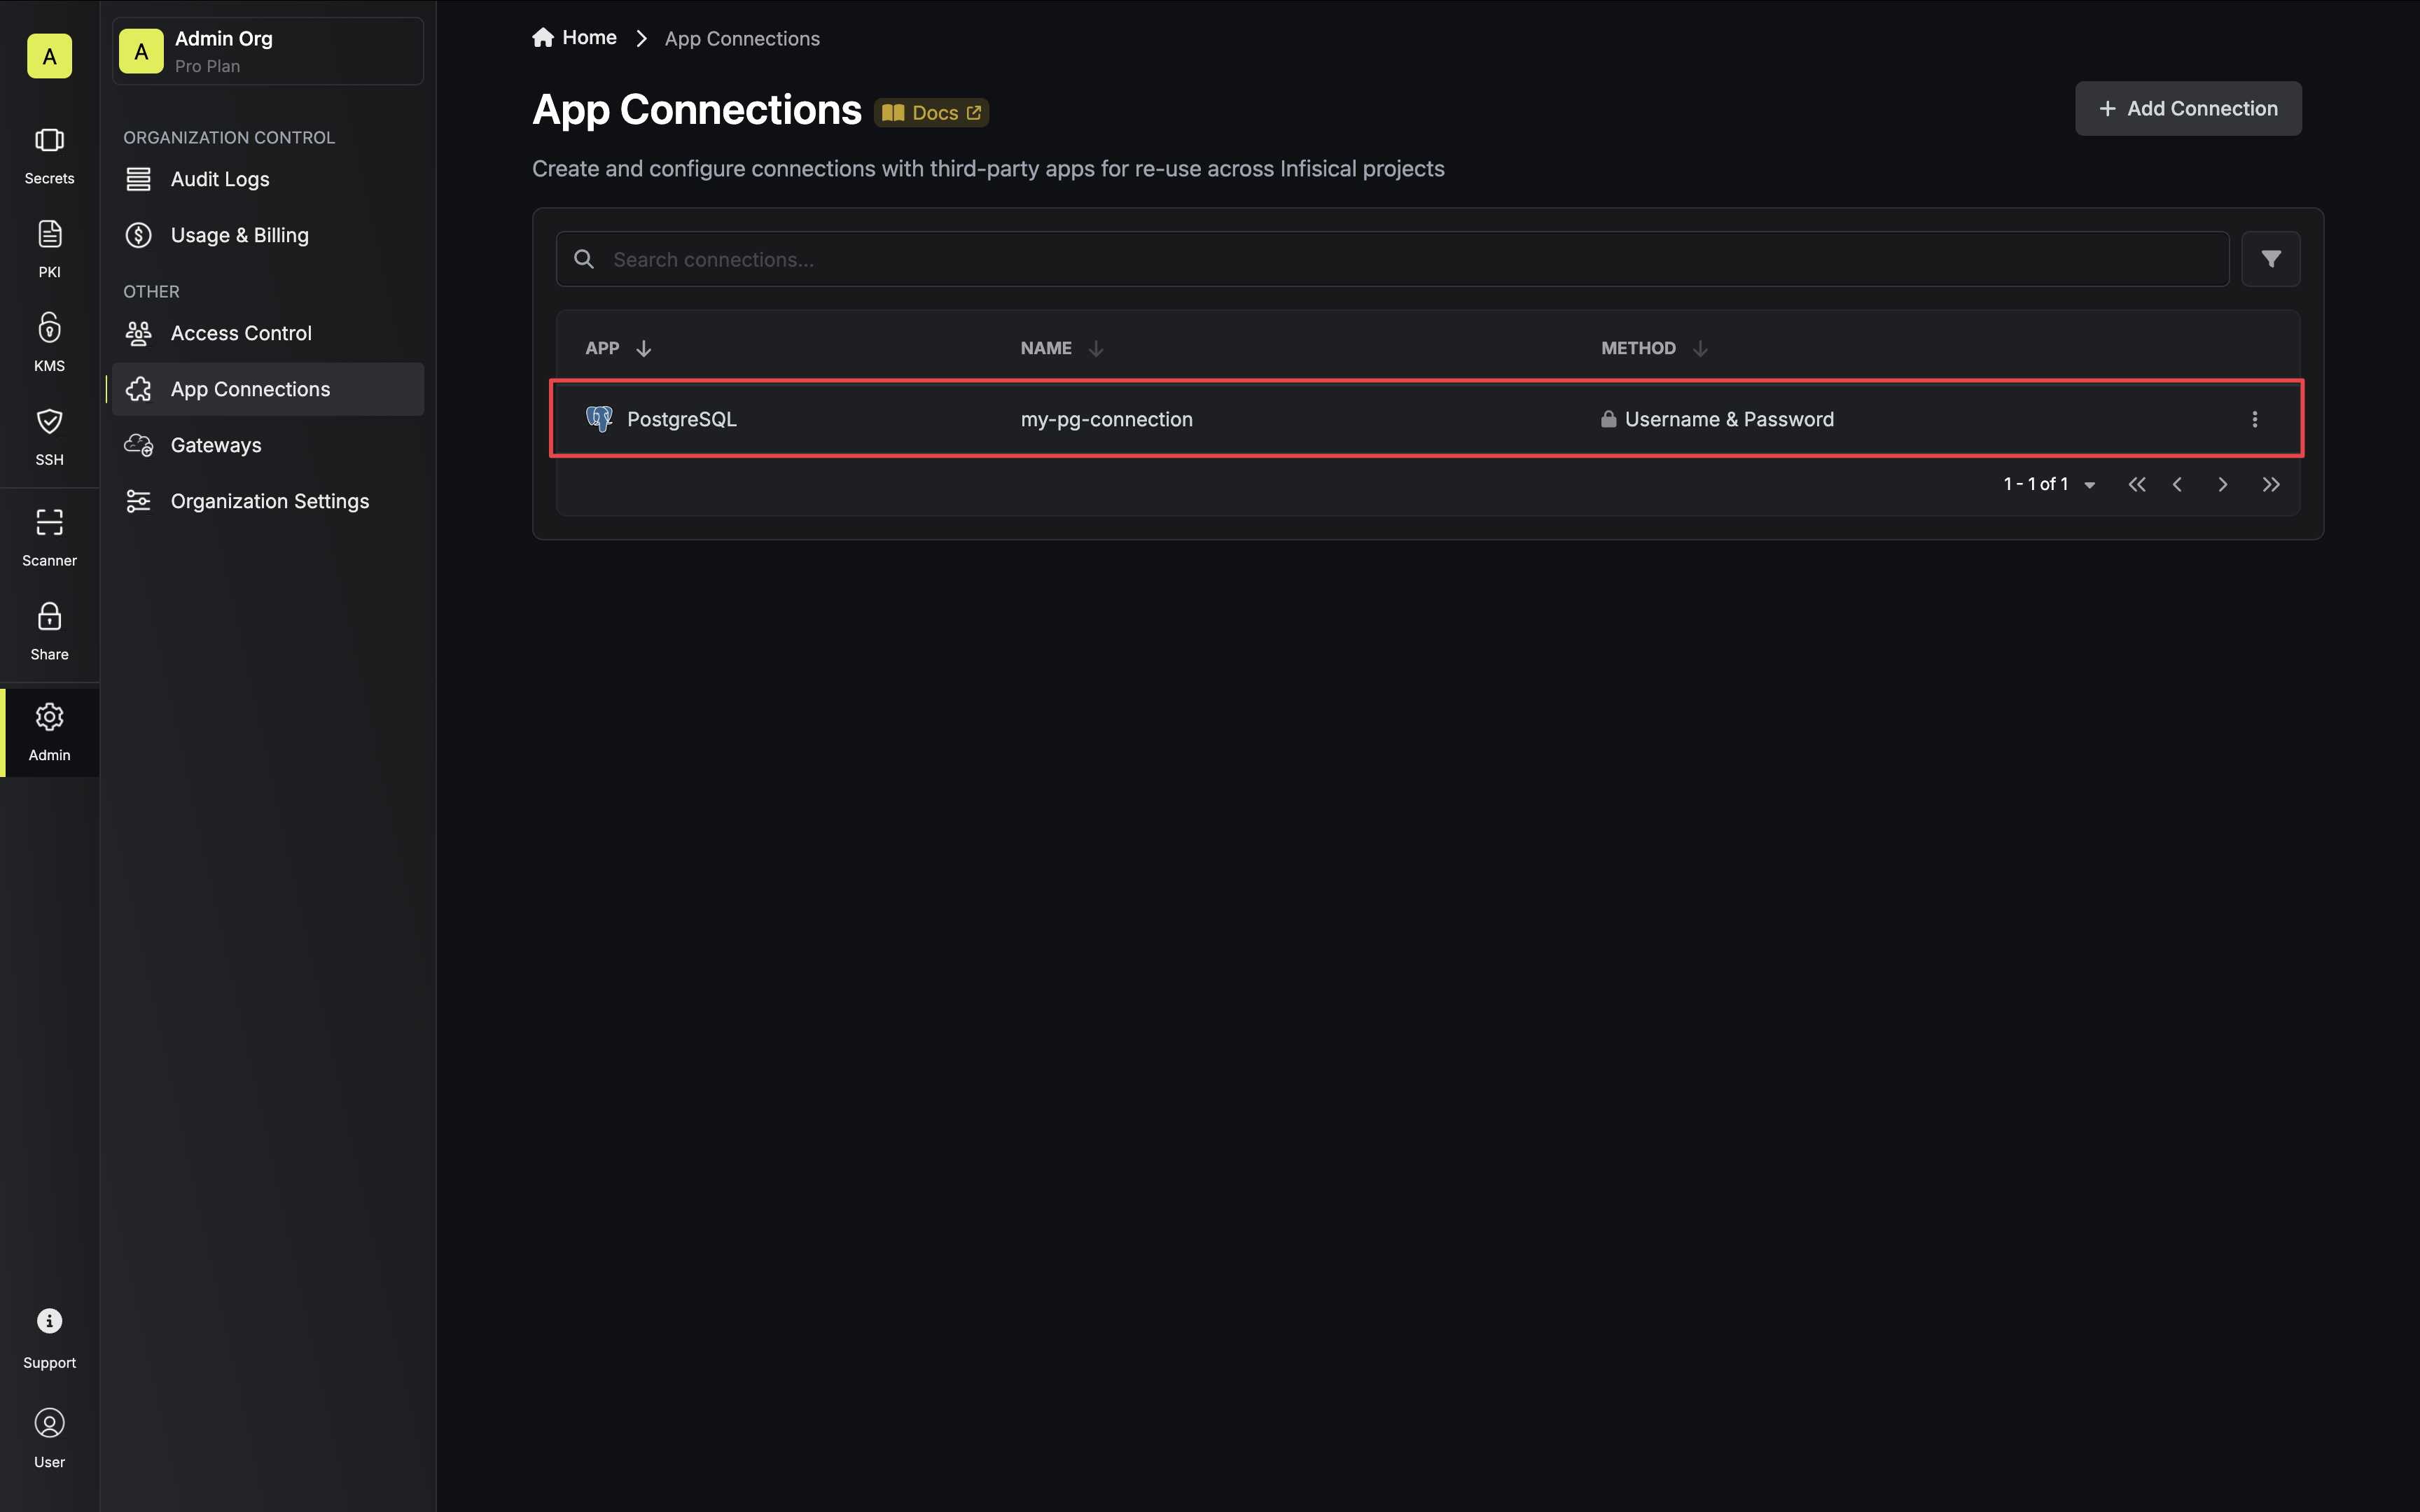 A
Secrets
PKI
KMS
SSH
Scanner
Share
Admin
Support
User
A
Admin Org
Pro Plan
ORGANIZATION CONTROL
Audit Logs
Usage & Billing
OTHER
Access Control
App Connections
Gateways
Organization Settings
Home
App Connections
App Connections
Docs
Add Connection
Create and configure connections with third-party apps for re-use across Infisical projects
Search connections...
APP NAME METHOD
PostgreSQL my-pg-connection Username & Password
1 - 1 of 1